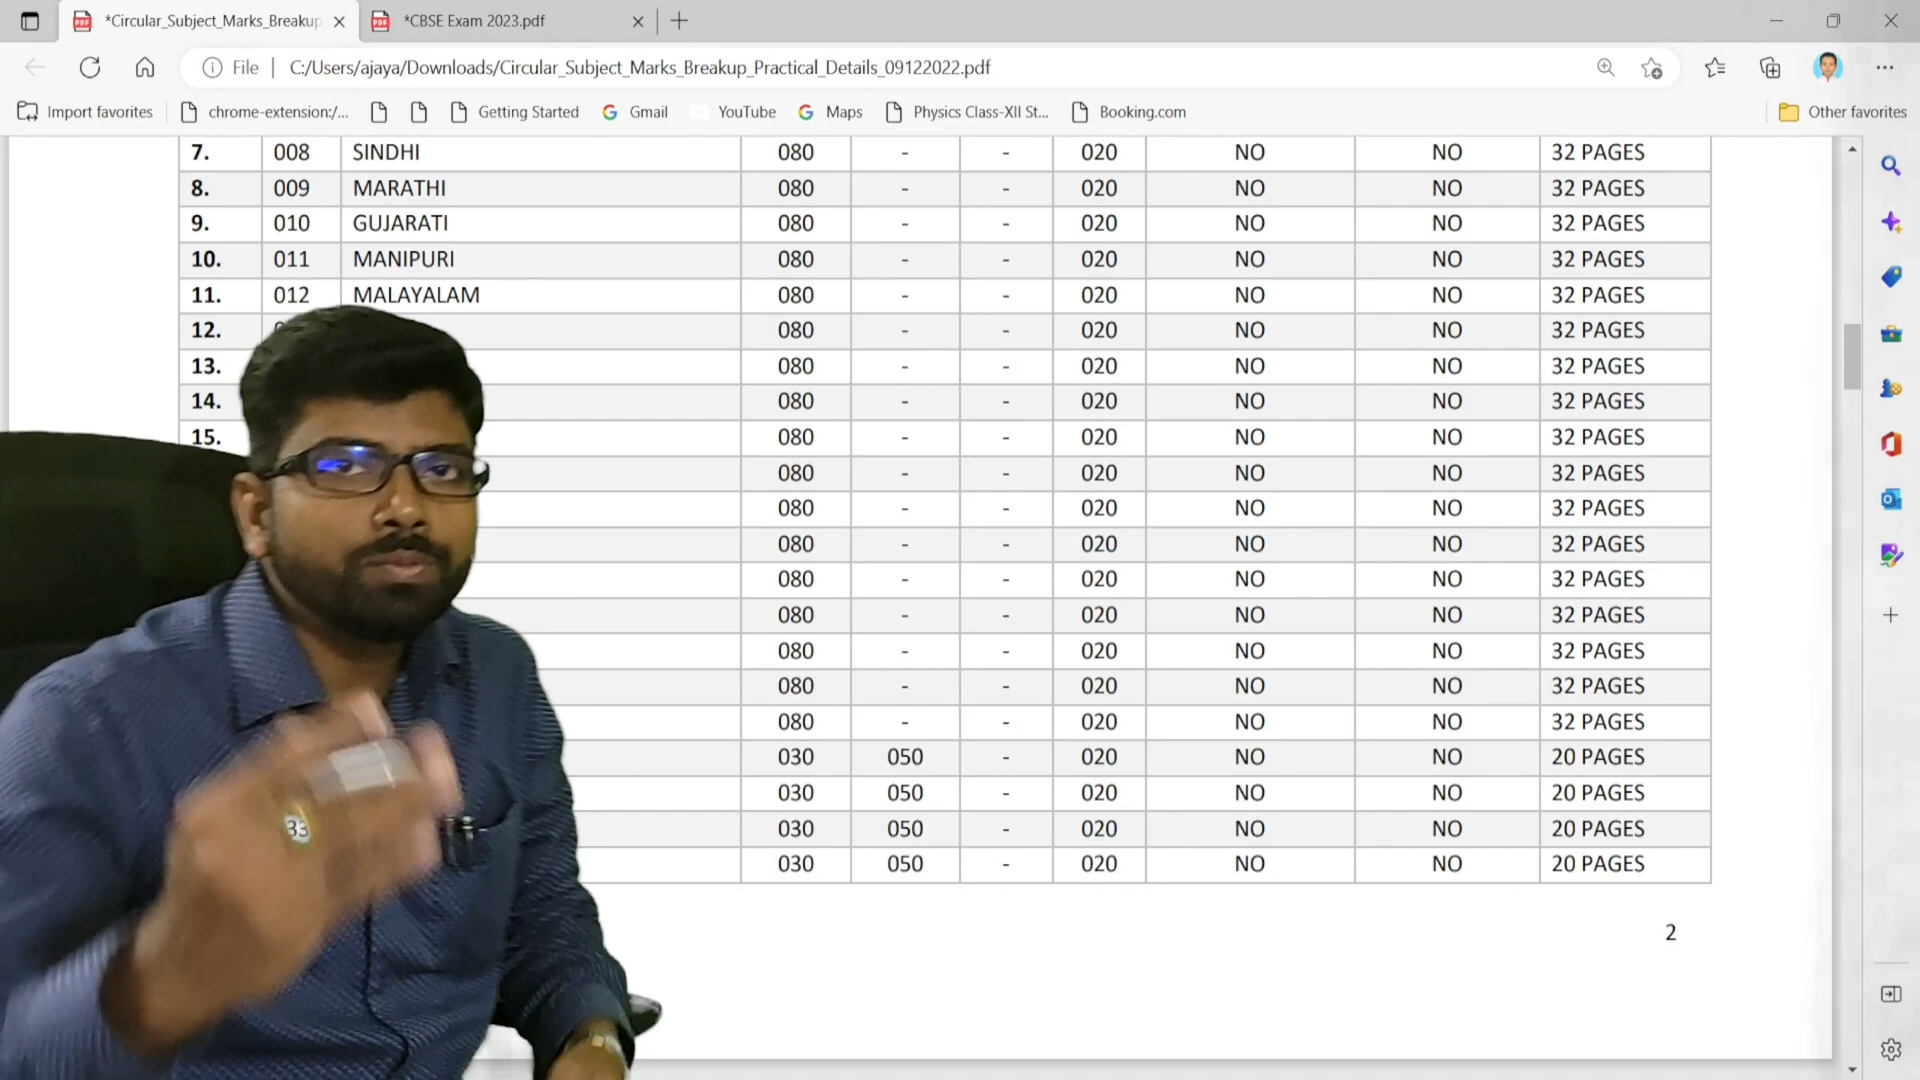 *Circular_Subject_Marks_Breakup
*CBSE Exam 2023.pdf
File C:/Users/ajaya/Downloads/Circular_Subject_Marks_Breakup_Practical_Details_09122022.pdf
Import favorites chrome-extension:/... Getting Started Gmail YouTube Maps Physics Class-XII St... Booking.com Other favorites
7. 008 SINDHI 080 - - 020 NO NO 32 PAGES
8. 009 MARATHI 080 - - 020 NO NO 32 PAGES
9. 010 GUJARATI 080 - - 020 NO NO 32 PAGES
10. 011 MANIPURI 080 - - 020 NO NO 32 PAGES
11. 012 MALAYALAM 080 - - 020 NO NO 32 PAGES
12. 080 - - 020 NO NO 32 PAGES
13. 080 - - 020 NO NO 32 PAGES
14. 080 - - 020 NO NO 32 PAGES
15. 080 - - 020 NO NO 32 PAGES
080 - - 020 NO NO 32 PAGES
080 - - 020 NO NO 32 PAGES
080 - - 020 NO NO 32 PAGES
080 - - 020 NO NO 32 PAGES
080 - - 020 NO NO 32 PAGES
080 - - 020 NO NO 32 PAGES
080 - - 020 NO NO 32 PAGES
080 - - 020 NO NO 32 PAGES
030 050 - 020 NO NO 20 PAGES
030 050 - 020 NO NO 20 PAGES
33 030 050 - 020 NO NO 20 PAGES
030 050 - 020 NO NO 20 PAGES
2